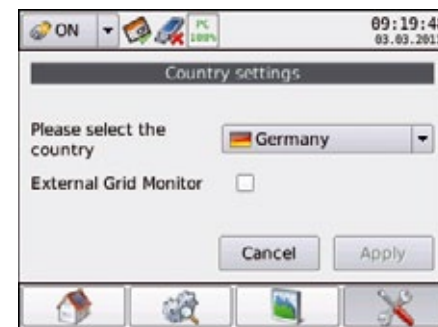 ON
PC
100%
09:19:4
03.03.201
Country settings
Please select the
country
Germany
External Grid Monitor
Cancel
Apply